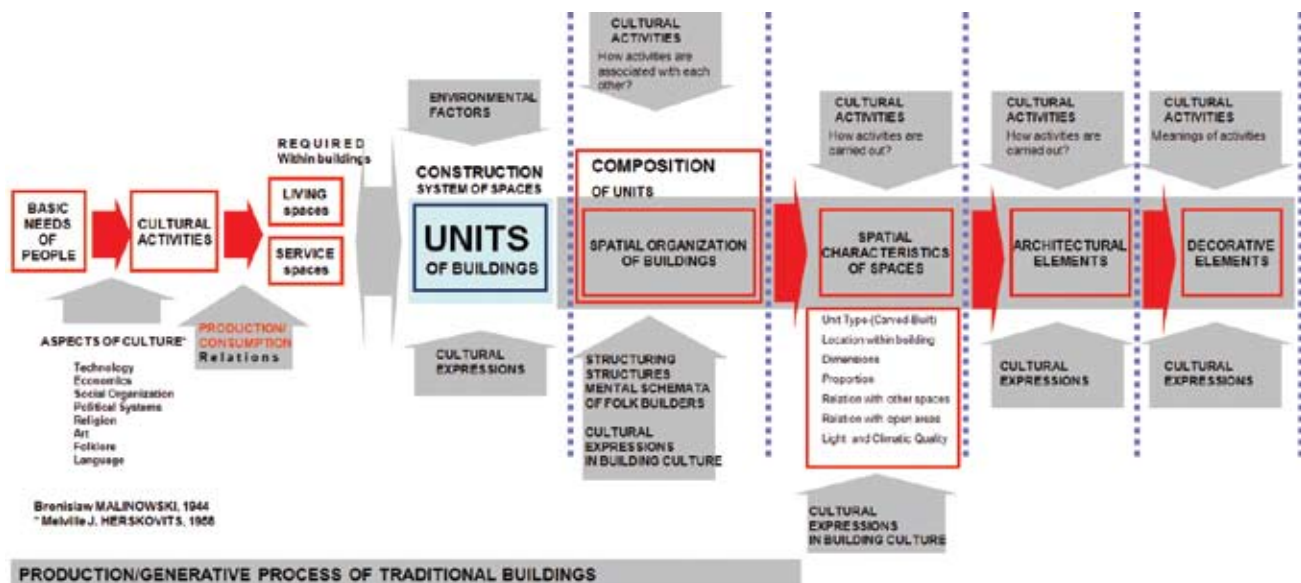 CULTURAL
ACTIVITIES
How activities are
associated with each
other?
ENVIRONMENTAL
FACTORS
CULTURAL
ACTIVITIES
How activities are
carried out?
CULTURAL
ACTIVITIES
How activities are
carried out?
CULTURAL
ACTIVITIES
Meanings of activities
REQUIRED
Within buildings
CONSTRUCTION
SYSTEM OF SPACES
COMPOSITION
OF UNITS
BASIC
NEEDS
OF
PEOPLE
CULTURAL
ACTIVITIES
LIVING
spaces
SERVICE
spaces
UNITS
OF BUILDINGS
SPATIAL ORGANIZATION
OF BUILDINGS
SPATIAL
CHARACTERISTICS
OF SPACES
ARCHITECTURAL
ELEMENTS
DECORATIVE
ELEMENTS
ASPECTS OF CULTURE*
Technology
Economics
Social Organization
Political Systems
Religion
Art
Folklore
Language
PRODUCTION/
CONSUMPTION
Relations
CULTURAL
EXPRESSIONS
STRUCTURING
STRUCTURES
MENTAL SCHEMATA
OF FOLK BUILDERS
CULTURAL
EXPRESSIONS
IN BUILDING CULTURE
Unit Type-(Carved-Built)
Location within building
Dimensions
Proportion
Relation with other spaces
Relation with open areas
Light and Climatic Quality
CULTURAL
EXPRESSIONS
CULTURAL
EXPRESSIONS
CULTURAL
EXPRESSIONS
IN BUILDING CULTURE
Bronislaw MALINOWSKI, 1944
* Melville J. HERSKOVITS, 1958
PRODUCTION/GENERATIVE PROCESS OF TRADITIONAL BUILDINGS